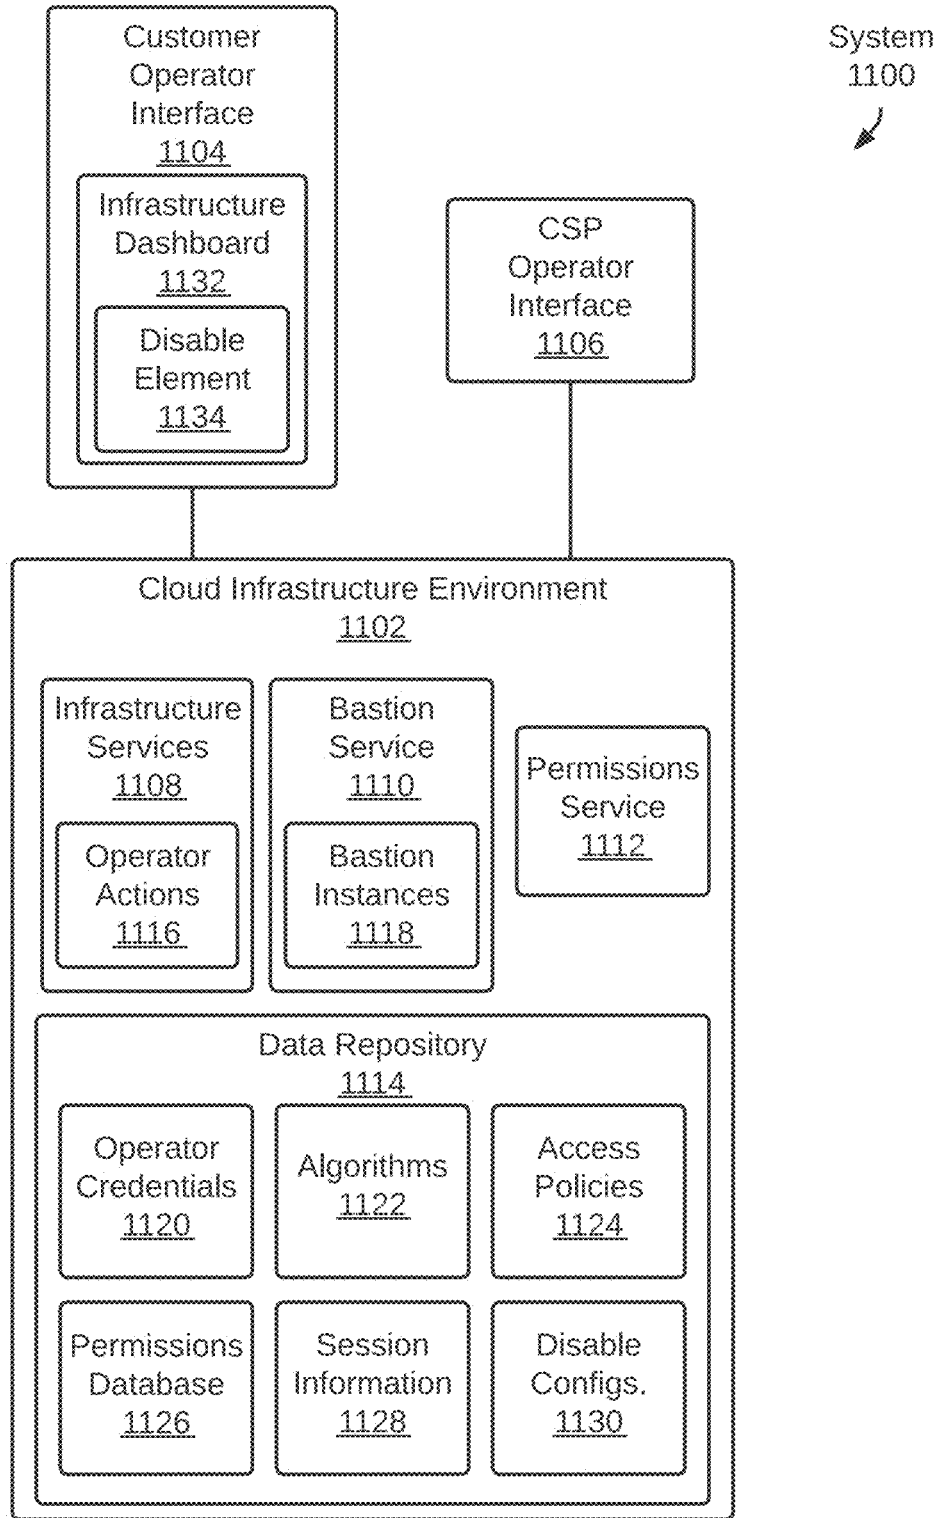 Customer
Operator
Interface
1104
Infrastructure
Dashboard
1132
Disable
Element
1134
System
1100
CSP
Operator
Interface
1106
Cloud Infrastructure Environment
1102
Infrastructure
Services
1108
Operator
Actions
1116
Bastion
Service
1110
Bastion
Instances
1118
Permissions
Service
1112
Data Repository
1114
Operator
Credentials
1120
Algorithms
1122
Access
Policies
1124
Permissions
Database
1126
Session
Information
1128
Disable
Configs.
1130